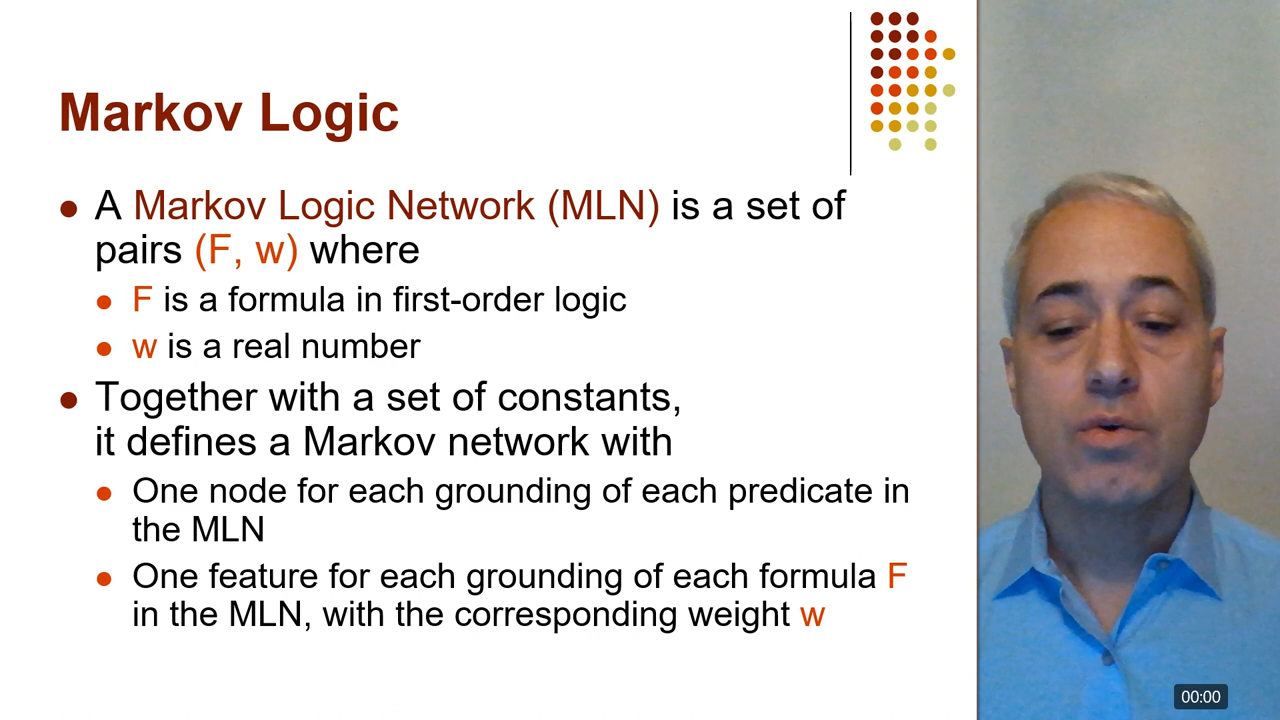 Markov Logic
A Markov Logic Network (MLN) is a set of
pairs (F, w) where
F is a formula in first-order logic
w is a real number
Together with a set of constants,
it defines a Markov network with
One node for each grounding of each predicate in
the MLN
One feature for each grounding of each formula F
in the MLN, with the corresponding weight w
00:00